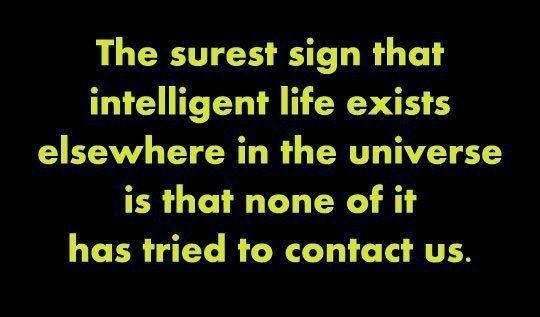 The surest sign that
intelligent life exists
elsewhere in the universe
is that none of it
has tried to contact us.